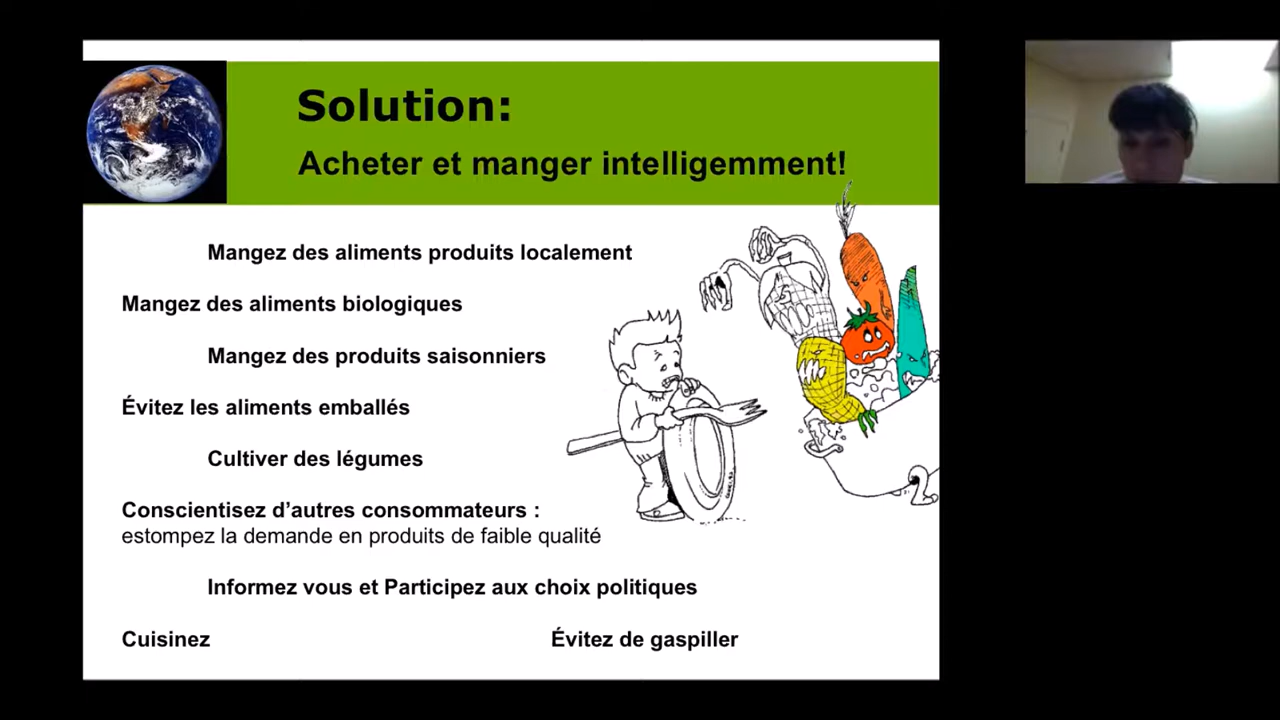 Solution:
Acheter et manger intelligemment!
Mangez des aliments produits localement
Mangez des aliments biologiques
Mangez des produits saisonniers
Évitez les aliments emballés
Cultiver des légumes
Conscientisez d'autres consommateurs :
estompez la demande en produits de faible qualité
Informez vous et Participez aux choix politiques
Cuisinez
Évitez de gaspiller